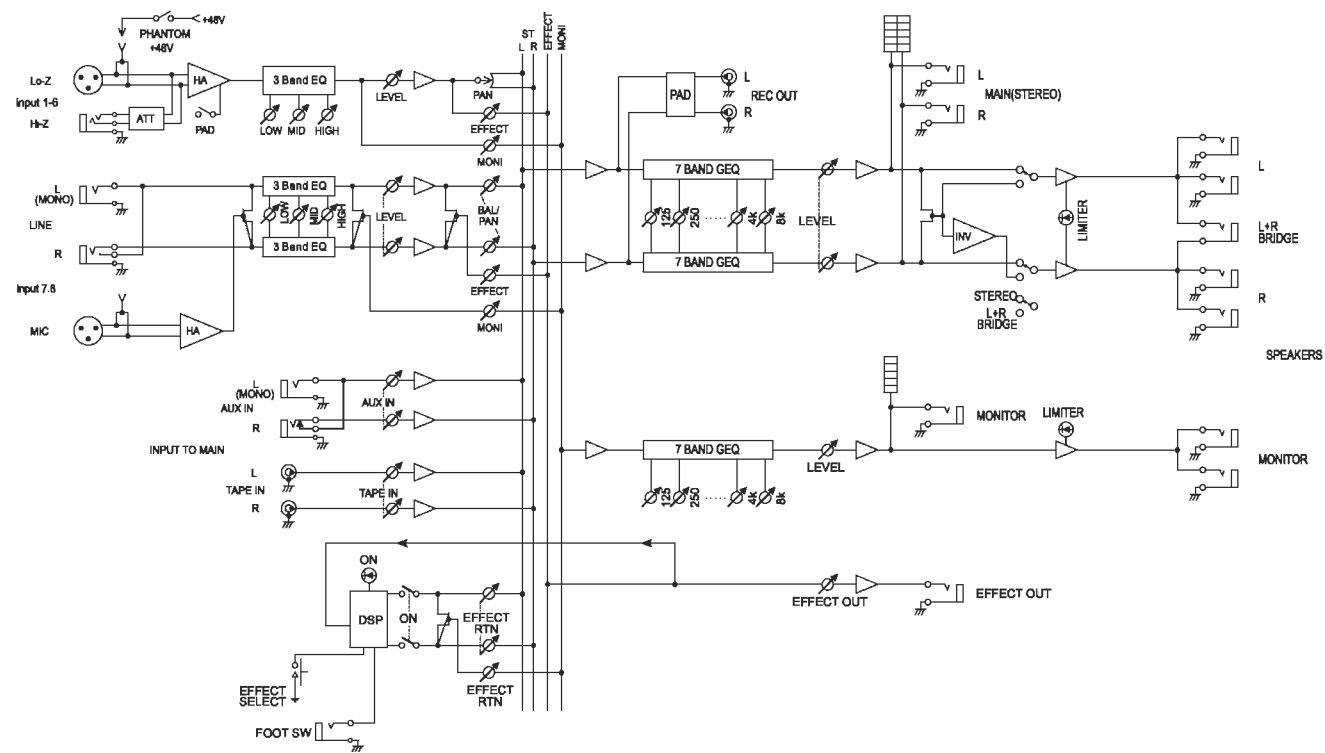 +48V
PHANTOM
+48V
Lo-Z
Input 1-6
Hi-Z
HA
ATT
PAD
3 Band EQ
LOW
MID
HIGH
LEVEL
PAN
EFFECT
MONI
ST
L
R
EFFECT
MONI
L
(MONO)
LINE
R
3 Band EQ
LOW
MID
HIGH
3 Band EQ
LEVEL
BAL/
PAN
EFFECT
MONI
Input 7.8
MIC
HA
L
(MONO)
AUX IN
R
AUX IN
INPUT TO MAIN
L
TAPE IN
R
TAPE IN
ON
DSP
ON
EFFECT
RTN
EFFECT
RTN
EFFECT
SELECT
FOOT SW
PAD
L
REC OUT
R
7 BAND GEQ
125
250
4k
8k
7 BAND GEQ
LEVEL
L
MAIN(STEREO)
R
INV
STEREO
L+R
BRIDGE
LIMITER
L
L+R
BRIDGE
R
SPEAKERS
7 BAND GEQ
125
250
4k
8k
LEVEL
MONITOR
LIMITER
MONITOR
EFFECT OUT
EFFECT OUT